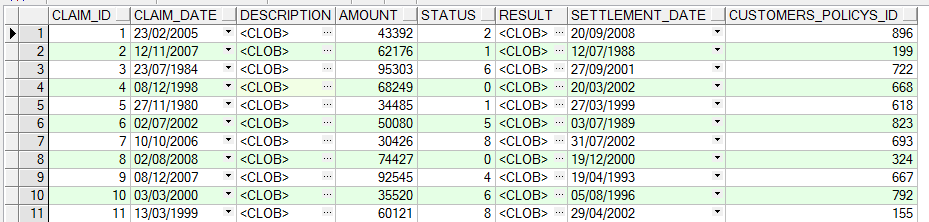 CLAIM_ID CLAIM_DATE DESCRIPTION AMOUNT STATUS RESULT SETTLEMENT_DATE CUSTOMERS_POLICYS_ID
1 1 23/02/2005 <CLOB> ... 43392 2 <CLOB> ... 20/09/2008 896
2 2 12/11/2007 <CLOB> ... 62176 1 <CLOB> ... 12/07/1988 199
3 3 23/07/1984 <CLOB> ... 95303 6 <CLOB> ... 27/09/2001 722
4 4 08/12/1998 <CLOB> ... 68249 0 <CLOB> ... 20/03/2002 668
5 5 27/11/1980 <CLOB> ... 34485 1 <CLOB> ... 27/03/1999 618
6 6 02/07/2002 <CLOB> ... 50080 5 <CLOB> ... 03/07/1989 823
7 7 10/10/2006 <CLOB> ... 30426 8 <CLOB> ... 31/07/2002 693
8 8 02/08/2008 <CLOB> ... 74427 0 <CLOB> ... 19/12/2000 324
9 9 08/12/2007 <CLOB> ... 92545 4 <CLOB> ... 19/04/1993 667
10 10 03/03/2000 <CLOB> ... 35520 6 <CLOB> ... 05/08/1996 792
11 11 13/03/1999 <CLOB> ... 60121 8 <CLOB> ... 29/04/2002 155